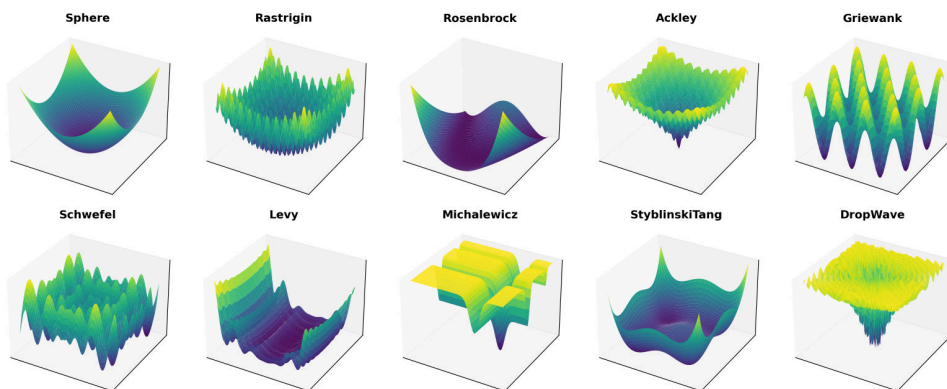 Sphere
Rastrigin
Rosenbrock
Ackley
Griewank
Schwefel
Levy
Michalewicz
StyblinskiTang
DropWave